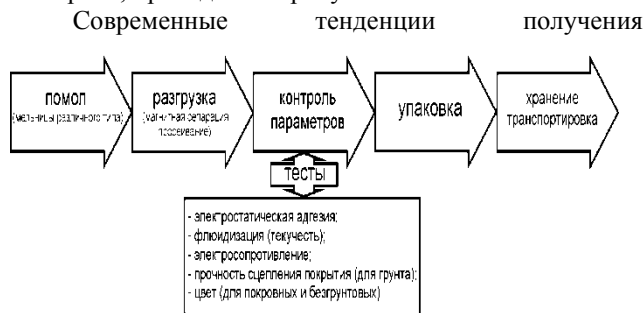 Современные тенденции получения
помол
(мельницы различного типа)
разгрузка
(магнитная сепарация
просеивание)
контроль
параметров
упаковка
хранение
транспортировка
тесты
- электростатическая адгезия;
- флюидизация (текучесть);
- электросопротивление;
- прочность сцепления покрытия (для грунта);
- цвет (для покровных и безгрунтовых)